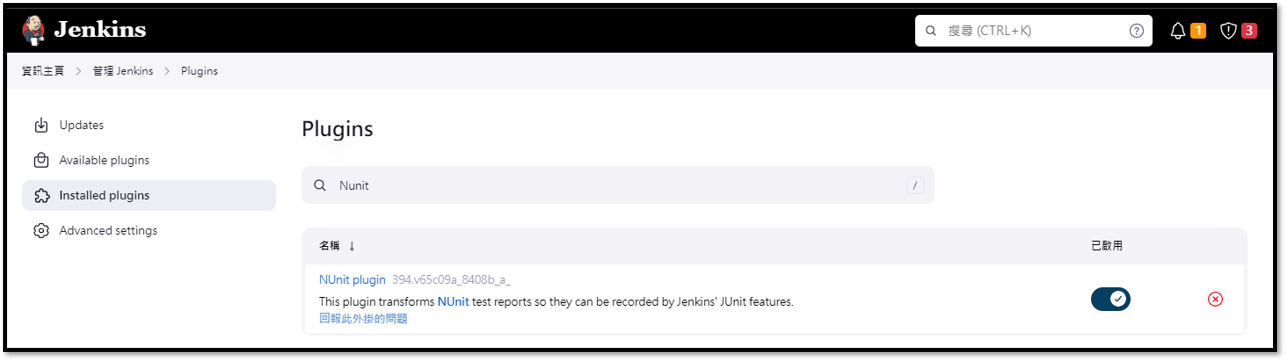 Jenkins
搜尋 (CTRL+K)
1
3
資訊主頁 > 管理 Jenkins > Plugins
Updates
Available plugins
Installed plugins
Advanced settings
Plugins
Nunit
/
名稱 ↓ 已啟用
NUnit plugin 394.v65c09a_8408b_a_
This plugin transforms NUnit test reports so they can be recorded by Jenkins' JUnit features.
回報此外掛的問題